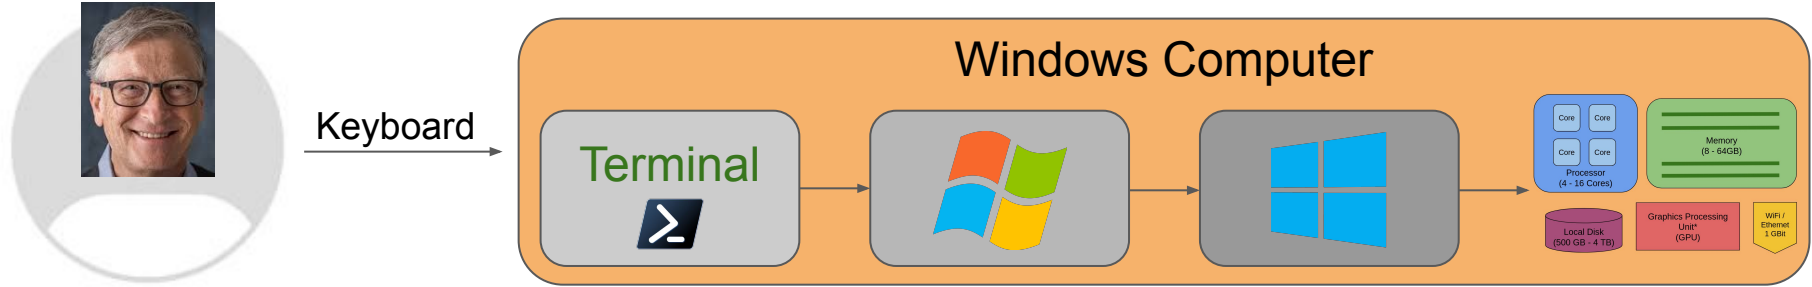 Windows Computer
Keyboard
Terminal
Core
Core
Core
Core
Processor
(4 - 16 Cores)
Memory
(8 - 64GB)
Local Disk
(500 GB - 4 TB)
Graphics Processing
Unit*
(GPU)
WiFi /
Ethernet
1 GBit